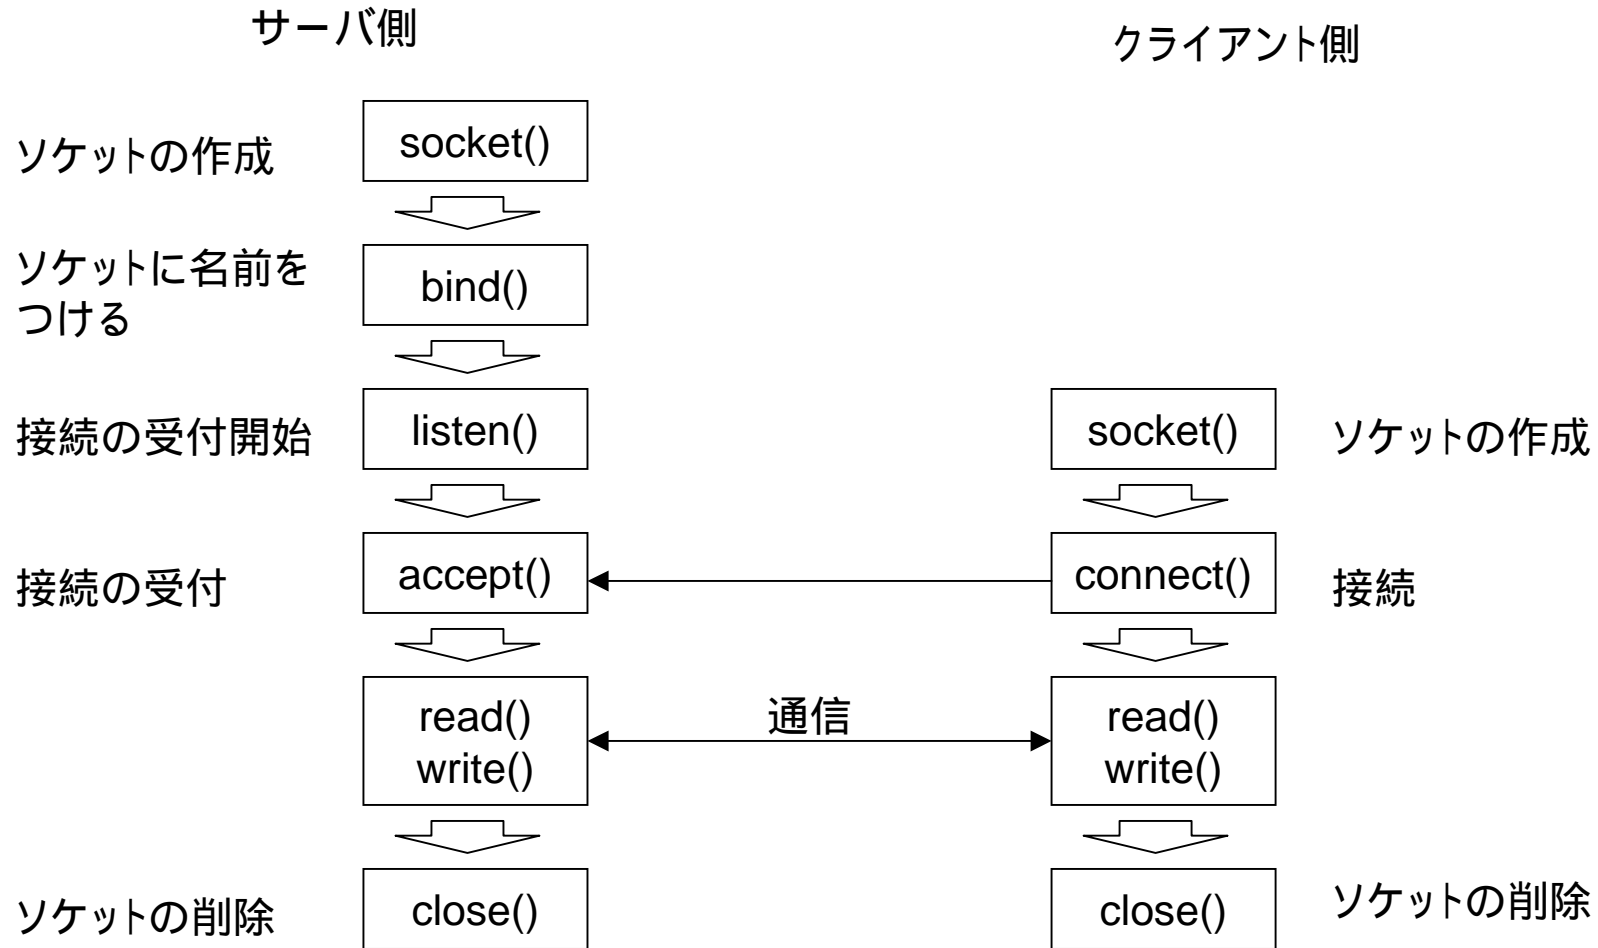 サーバ側
クライアント側
ソケットの作成
socket()
ソケットに名前を
つける
bind()
接続の受付開始
listen()
socket()
ソケットの作成
接続の受付
accept()
connect()
接続
read()
write()
通信
read()
write()
ソケットの削除
close()
close()
ソケットの削除